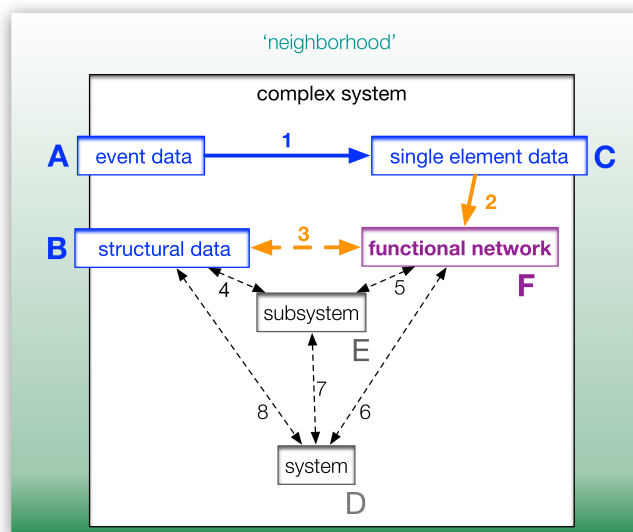 ‘neighborhood’
complex system
A event data 1 single element data C
2
B structural data 3 functional network
F
4 5
subsystem
E
7
8 6
system
D